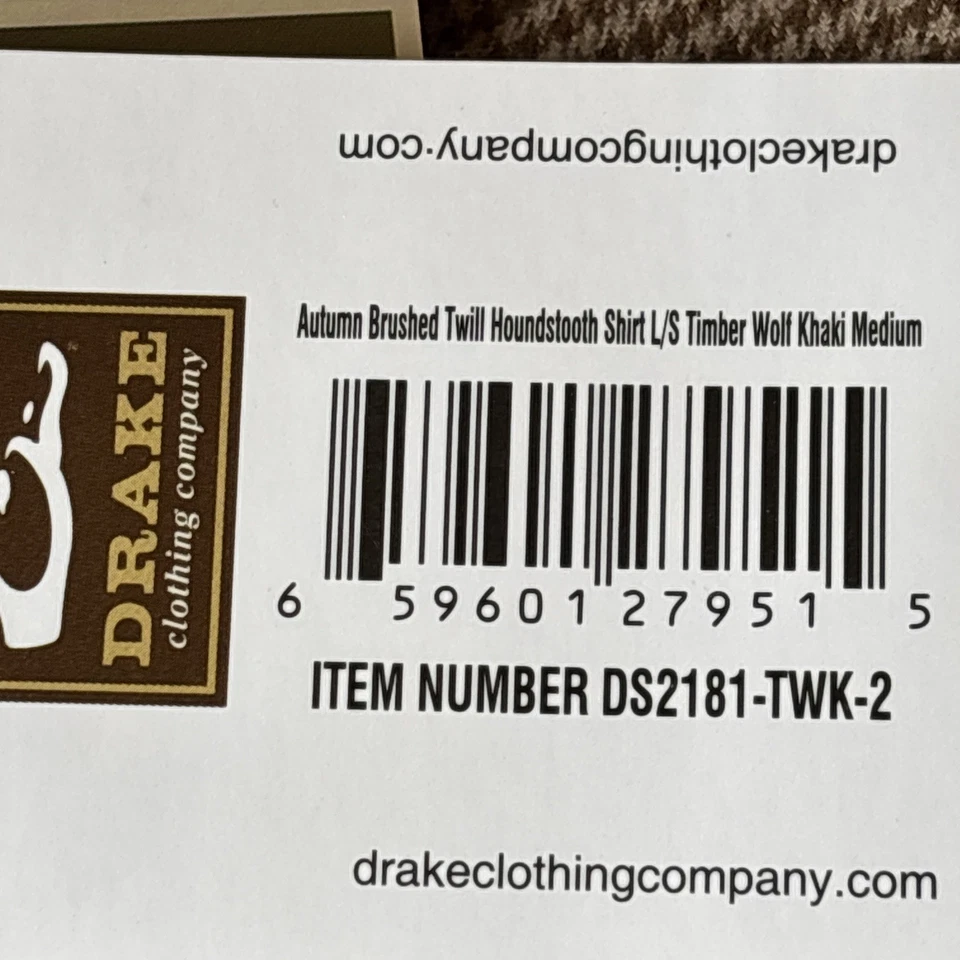 drakeclothingcompany.com
Autumn Brushed Twill Houndstooth Shirt L/S Timber Wolf Khaki Medium
DRAKE
clothing company
6 59601 27951 5
ITEM NUMBER DS2181-TWK-2
drakeclothingcompany.com